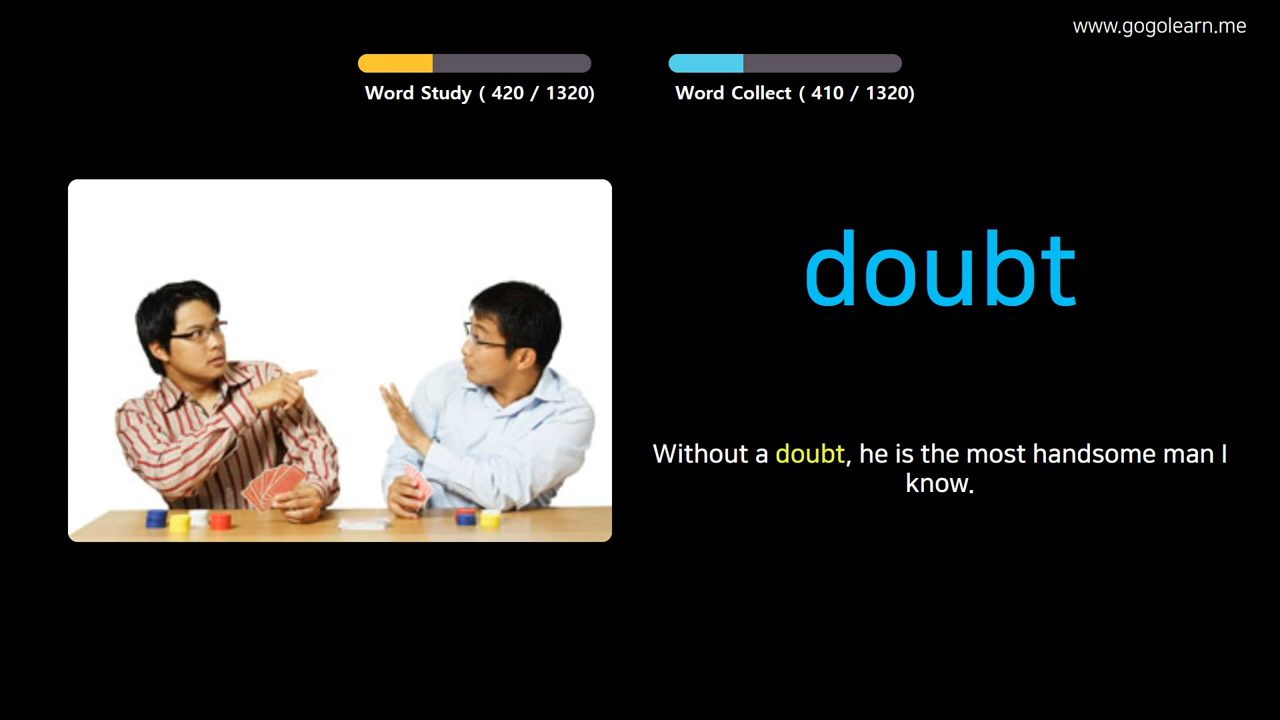 www.gogolearn.me
Word Study ( 420 / 1320)
Word Collect ( 410 / 1320)
doubt
Without a doubt, he is the most handsome man I
know.